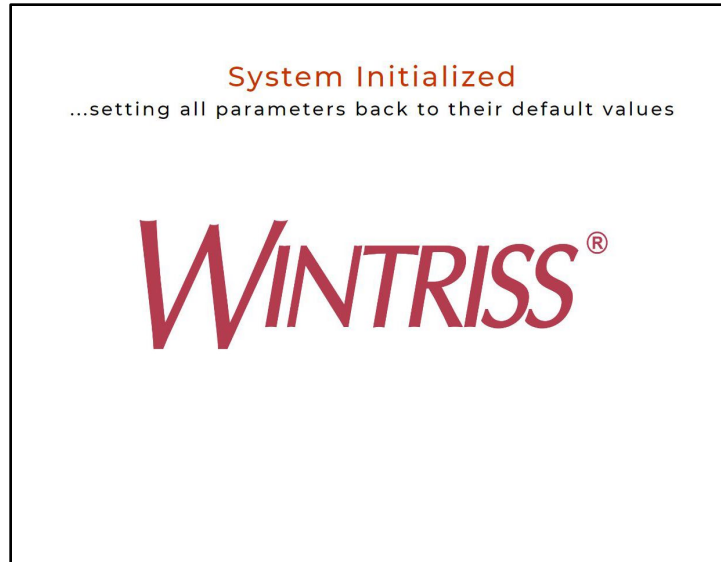 System Initialized
...setting all parameters back to their default values
WINTRISS®